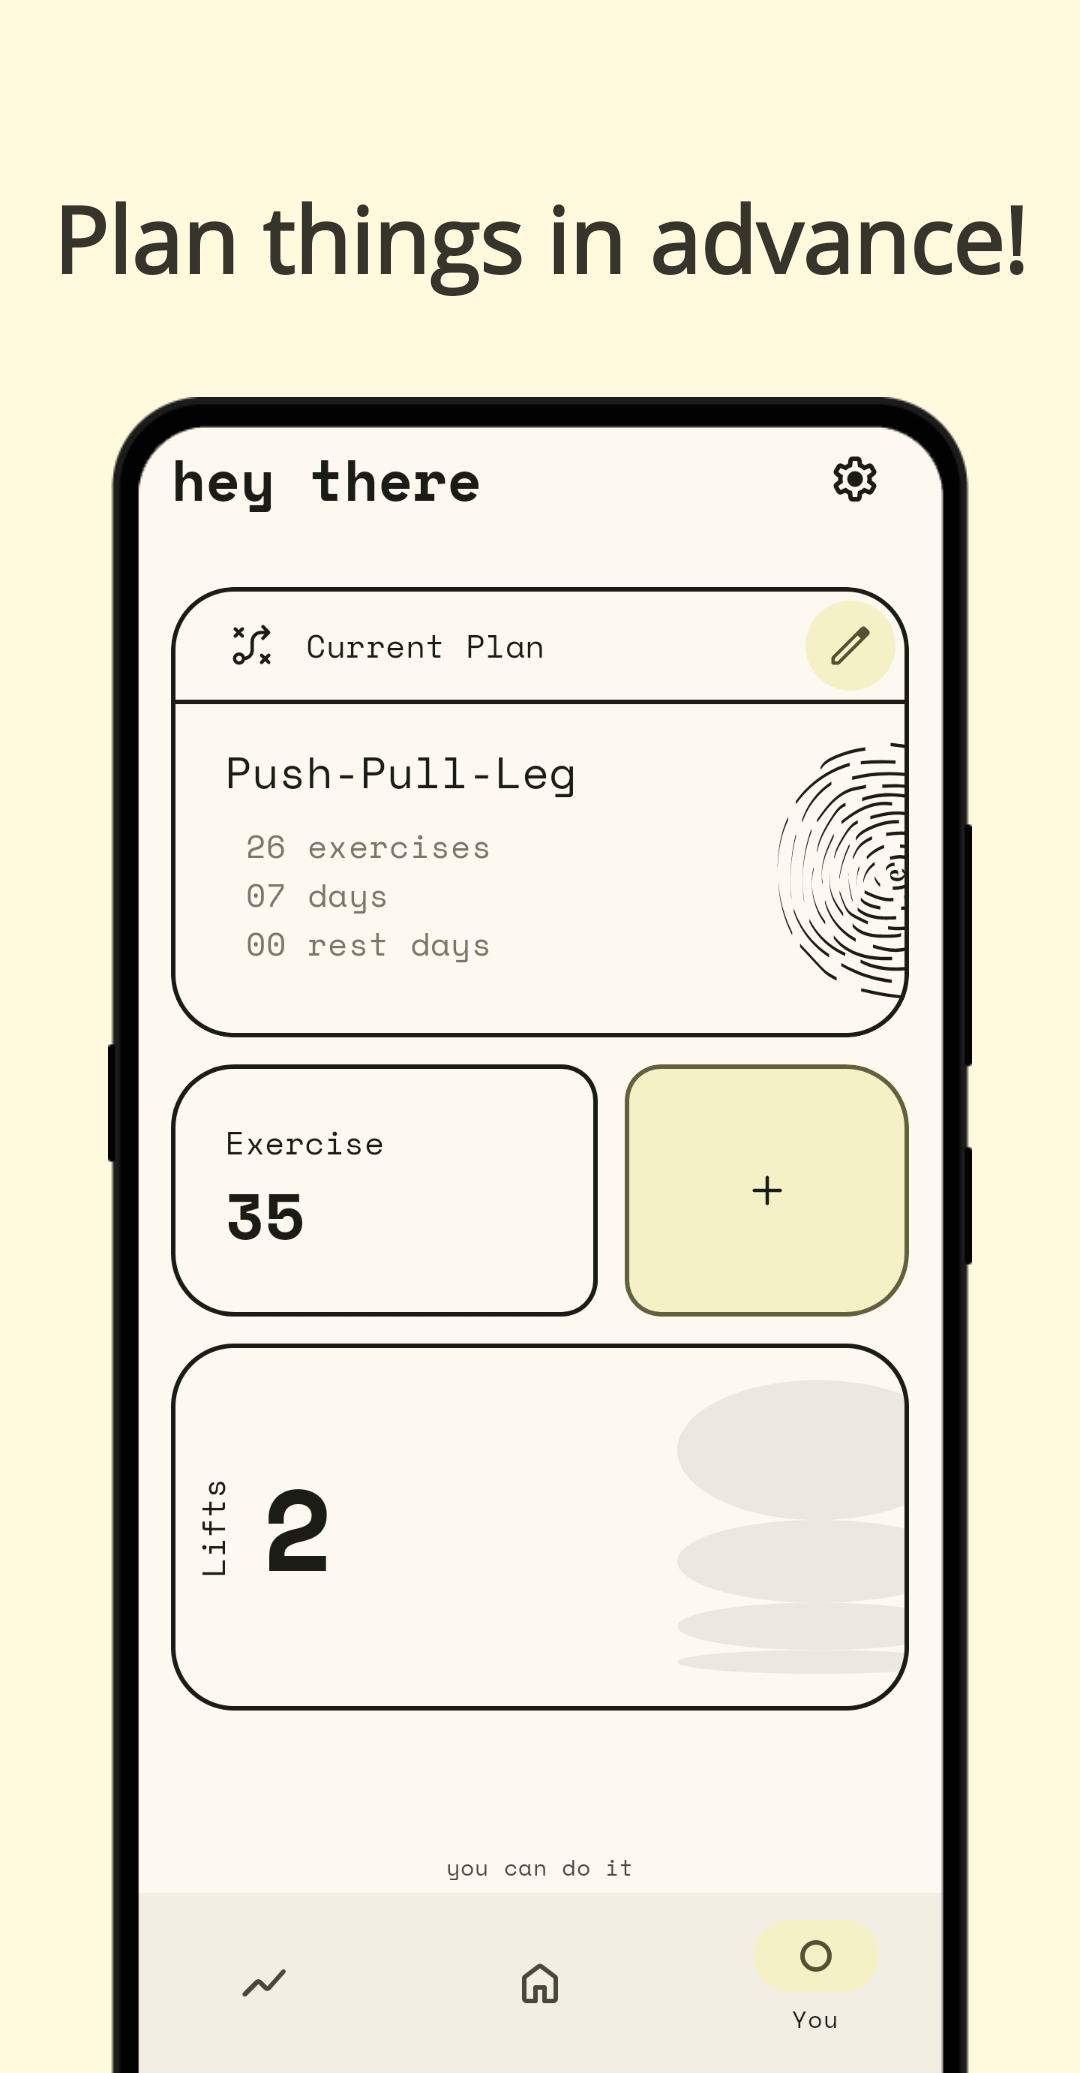 Plan things in advance!
hey there
Current Plan
Push-Pull-Leg
26 exercises
07 days
00 rest days
Exercise
35
Lifts
2
you can do it
You